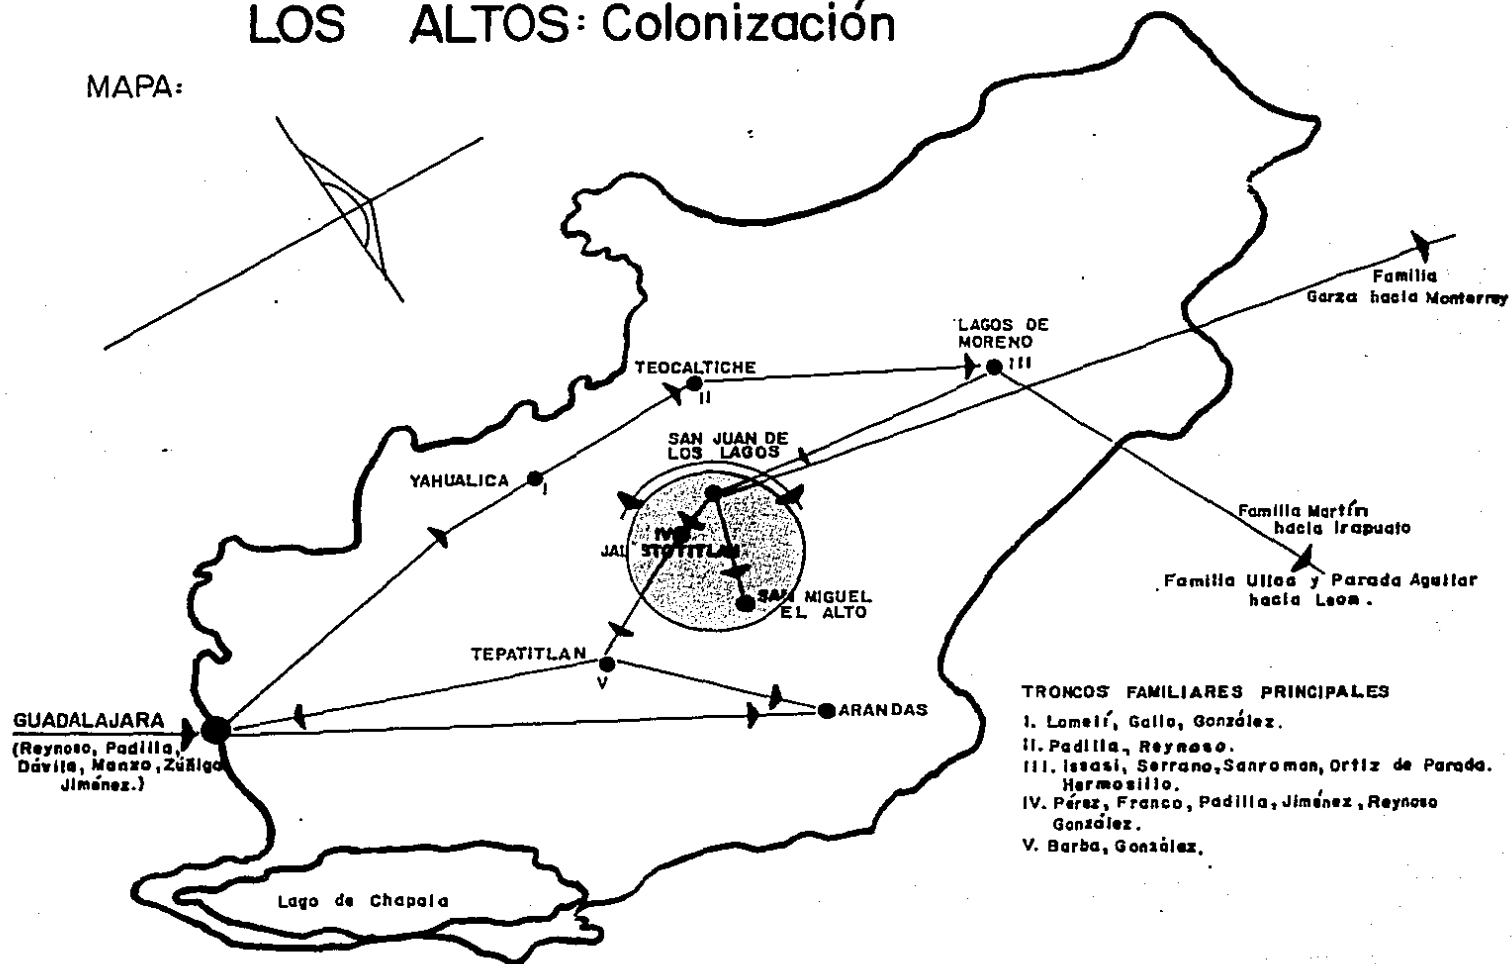 LOS ALTOS: Colonización
MAPA:
Familia
Garza hacia Monterrey
LAGOS DE
MORENO
III
TEOCALTICHE
II
SAN JUAN DE
LOS LAGOS
YAHUALICA
I
IV
JALOSTOTITLAN
Familia Martín
hacia Irapuato
Familia Ulloa y Parada Aguilar
hacia Leon.
SAN MIGUEL
EL ALTO
TEPATITLAN
V
ARANDAS
GUADALAJARA
(Reynoso, Padilla,
Dávila, Manzo, Zúñiga
Jiménez.)
TRONCOS FAMILIARES PRINCIPALES
I. Lomelí, Gallo, González.
II. Padilla, Reynoso.
III. Issasi, Serrano, Sanroman, Ortiz de Parada.
Hermosillo.
IV. Pérez, Franco, Padilla, Jiménez, Reynoso
González.
V. Barba, González.
Lago de Chapala